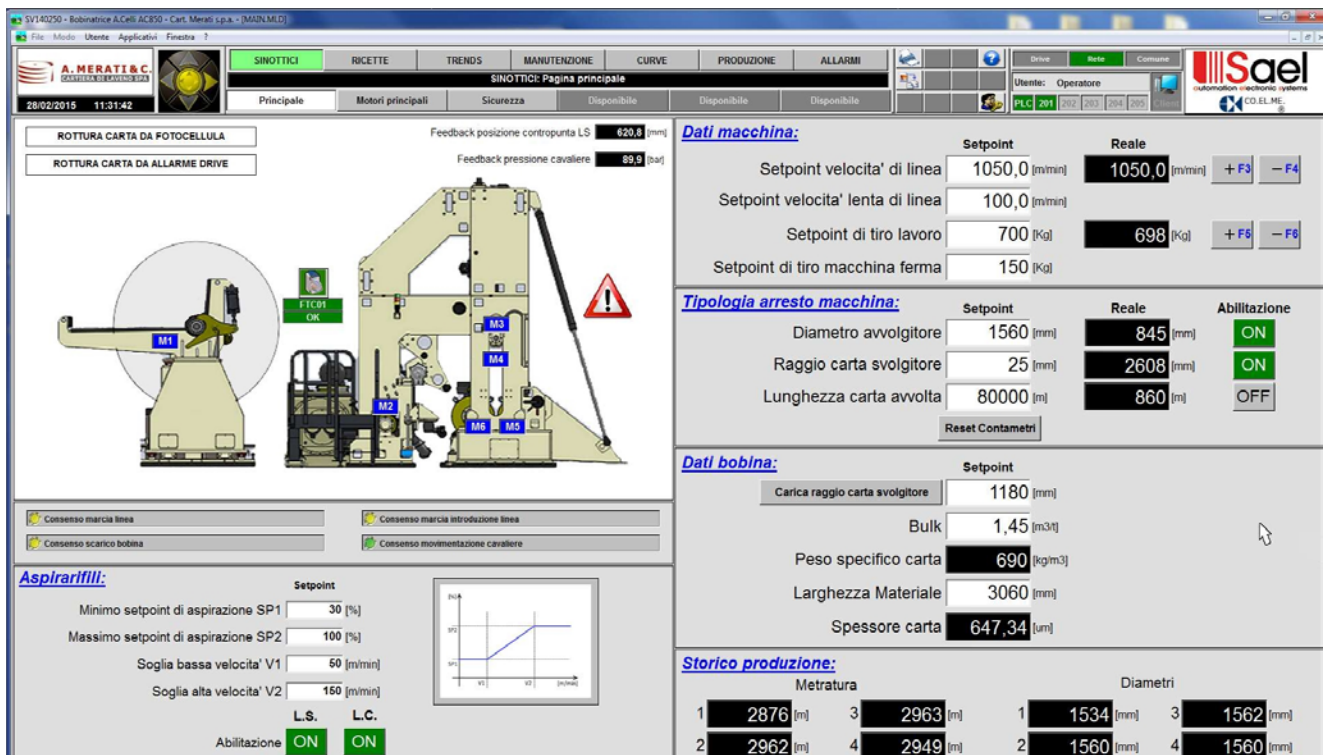 SV140250 - Bobinatrice A.Celli AC850 - Cart. Merati s.p.a. - [MAIN.MLD]
File Modo Utente Applicativi Finestra ?
A. MERATI & C.
CARTIERA DI LAVENO SPA
28/02/2015 11:31:42
SINOTTICI RICETTE TRENDS MANUTENZIONE CURVE PRODUZIONE ALLARMI
SINOTTICI: Pagina principale
Principale Motori principali Sicurezza Disponibile Disponibile Disponibile
Drive Rete Comune
Utente: Operatore
PLC 201 202 203 204 205 Client
Sael
automation electronic systems
CO.EL.ME.
ROTTURA CARTA DA FOTOCELLULA
ROTTURA CARTA DA ALLARME DRIVE
Feedback posizione contropunta LS 620,8 [mm]
Feedback pressione cavaliere 89,9 [bar]
FTC01
OK
M1
M2
M3
M4
M6 M5
Consenso marcia linea
Consenso marcia introduzione linea
Consenso scarico bobina
Consenso movimentazione cavaliere
Aspirarifili:
Setpoint
Minimo setpoint di aspirazione SP1 30 [%]
Massimo setpoint di aspirazione SP2 100 [%]
Soglia bassa velocita' V1 50 [m/min]
Soglia alta velocita' V2 150 [m/min]
L.S. L.C.
Abilitazione ON ON
[%]
SP2
SP1
V1 V2 [m/min]
Dati macchina:
Setpoint Reale
Setpoint velocita' di linea 1050,0 [m/min] 1050,0 [m/min] + F3 − F4
Setpoint velocita' lenta di linea 100,0 [m/min]
Setpoint di tiro lavoro 700 [Kg] 698 [Kg] + F5 − F6
Setpoint di tiro macchina ferma 150 [Kg]
Tipologia arresto macchina:
Setpoint Reale Abilitazione
Diametro avvolgitore 1560 [mm] 845 [mm] ON
Raggio carta svolgitore 25 [mm] 2608 [mm] ON
Lunghezza carta avvolta 80000 [m] 860 [m] OFF
Reset Contametri
Dati bobina:
Setpoint
Carica raggio carta svolgitore 1180 [mm]
Bulk 1,45 [m3/t]
Peso specifico carta 690 [kg/m3]
Larghezza Materiale 3060 [mm]
Spessore carta 647,34 [um]
Storico produzione:
Metratura Diametri
1 2876 [m] 3 2963 [m] 1 1534 [mm] 3 1562 [mm]
2 2962 [m] 4 2949 [m] 2 1560 [mm] 4 1560 [mm]